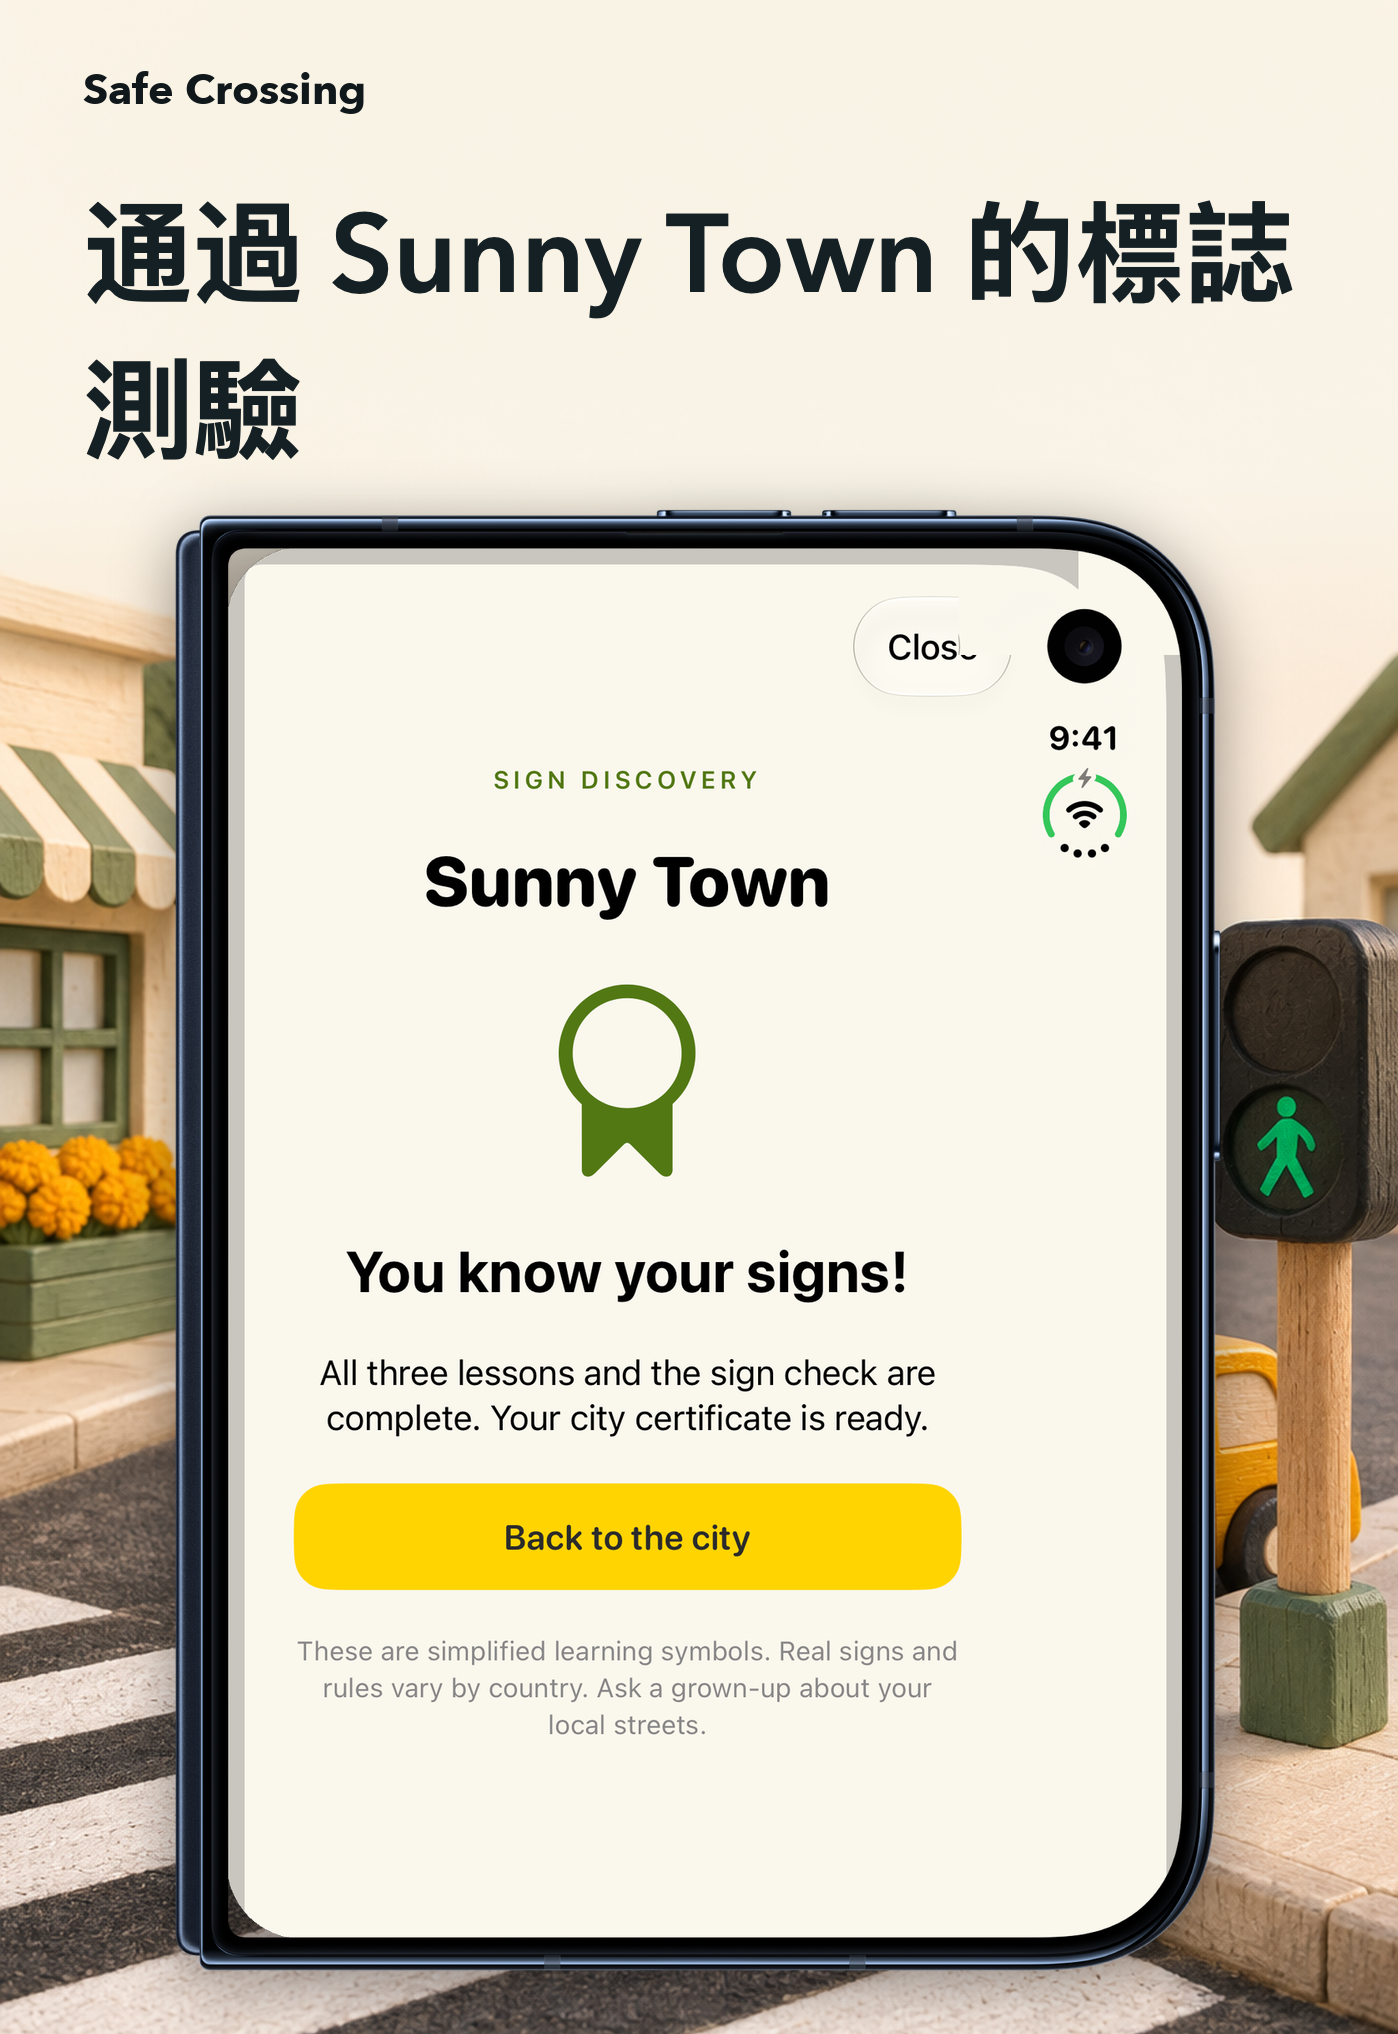 Safe Crossing
通過 Sunny Town 的標誌
測驗
Close
9:41
SIGN DISCOVERY
Sunny Town
You know your signs!
All three lessons and the sign check are
complete. Your city certificate is ready.
Back to the city
These are simplified learning symbols. Real signs and
rules vary by country. Ask a grown-up about your
local streets.